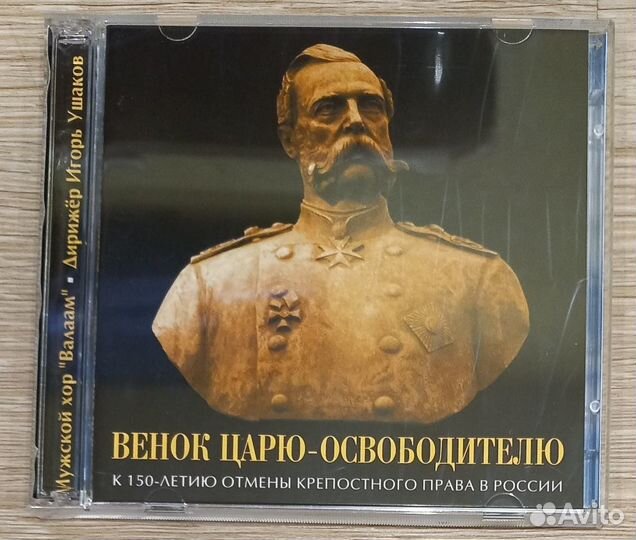 Мужской хор "Валаам" ▪ Дирижёр Игорь Ушаков
ВЕНОК ЦАРЮ-ОСВОБОДИТЕЛЮ
К 150-ЛЕТИЮ ОТМЕНЫ КРЕПОСТНОГО ПРАВА В РОССИИ
Avito